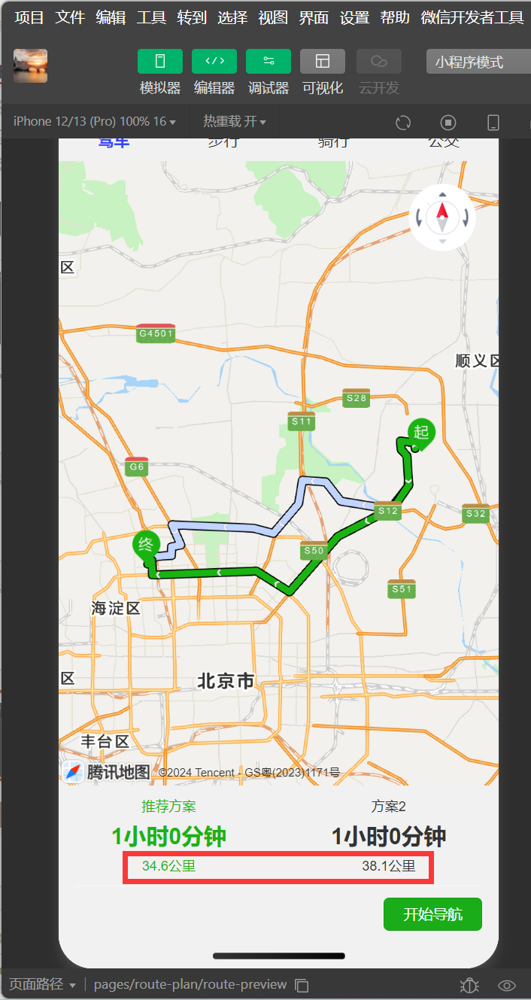 项目 文件 编辑 工具 转到 选择 视图 界面 设置 帮助 微信开发者工具
小程序模式
模拟器 编辑器 调试器 可视化 云开发
iPhone 12/13 (Pro) 100% 16 热重载 开
驾车 步行 骑行 公交
区
G4501
顺义区
S28
S11
起
G6
S12
S32
终
S50
S51
海淀区
区
北京市
丰台区
腾讯地图 ©2024 Tencent - GS粤(2023)1171号
推荐方案 方案2
1小时0分钟 1小时0分钟
34.6公里 38.1公里
开始导航
页面路径 pages/route-plan/route-preview